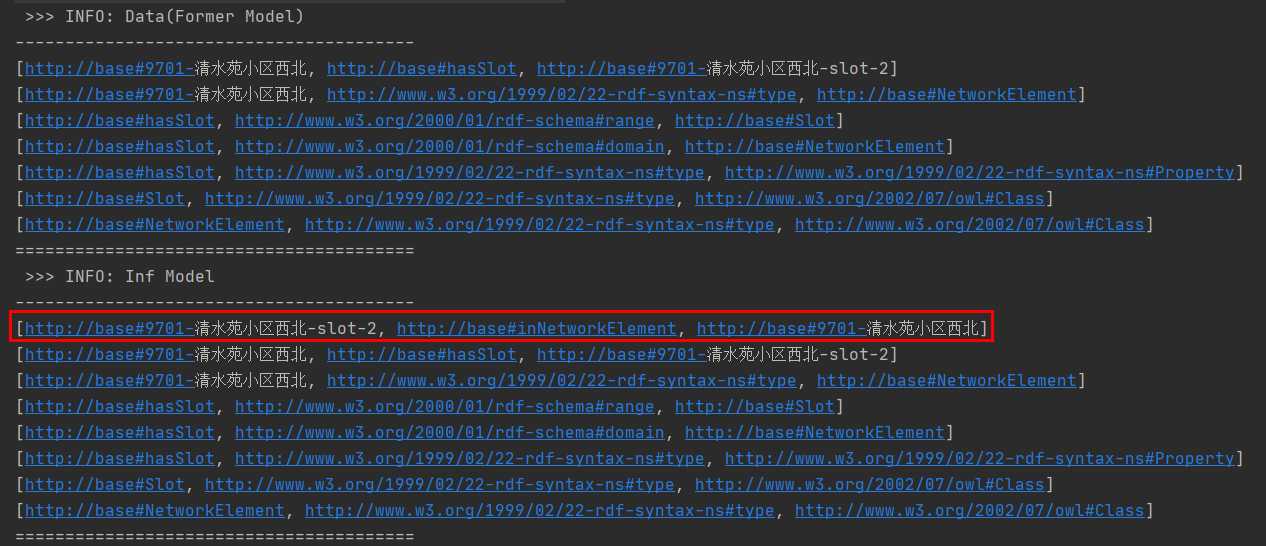 >>> INFO: Data(Former Model)
----------------------------------------
[http://base#9701-清水苑小区西北, http://base#hasSlot, http://base#9701-清水苑小区西北-slot-2]
[http://base#9701-清水苑小区西北, http://www.w3.org/1999/02/22-rdf-syntax-ns#type, http://base#NetworkElement]
[http://base#hasSlot, http://www.w3.org/2000/01/rdf-schema#range, http://base#Slot]
[http://base#hasSlot, http://www.w3.org/2000/01/rdf-schema#domain, http://base#NetworkElement]
[http://base#hasSlot, http://www.w3.org/1999/02/22-rdf-syntax-ns#type, http://www.w3.org/1999/02/22-rdf-syntax-ns#Property]
[http://base#Slot, http://www.w3.org/1999/02/22-rdf-syntax-ns#type, http://www.w3.org/2002/07/owl#Class]
[http://base#NetworkElement, http://www.w3.org/1999/02/22-rdf-syntax-ns#type, http://www.w3.org/2002/07/owl#Class]
========================================
>>> INFO: Inf Model
----------------------------------------
[http://base#9701-清水苑小区西北-slot-2, http://base#inNetworkElement, http://base#9701-清水苑小区西北]
[http://base#9701-清水苑小区西北, http://base#hasSlot, http://base#9701-清水苑小区西北-slot-2]
[http://base#9701-清水苑小区西北, http://www.w3.org/1999/02/22-rdf-syntax-ns#type, http://base#NetworkElement]
[http://base#hasSlot, http://www.w3.org/2000/01/rdf-schema#range, http://base#Slot]
[http://base#hasSlot, http://www.w3.org/2000/01/rdf-schema#domain, http://base#NetworkElement]
[http://base#hasSlot, http://www.w3.org/1999/02/22-rdf-syntax-ns#type, http://www.w3.org/1999/02/22-rdf-syntax-ns#Property]
[http://base#Slot, http://www.w3.org/1999/02/22-rdf-syntax-ns#type, http://www.w3.org/2002/07/owl#Class]
[http://base#NetworkElement, http://www.w3.org/1999/02/22-rdf-syntax-ns#type, http://www.w3.org/2002/07/owl#Class]
========================================